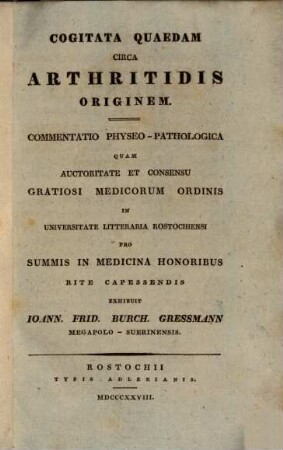 COGITATA QUAEDAM
CIRCA
ARTHRITIDIS
ORIGINEM.
COMMENTATIO PHYSEO-PATHOLOGICA
QUAM
AUCTORITATE ET CONSENSU
GRATIOSI MEDICORUM ORDINIS
IN
UNIVERSITATE LITTERARIA ROSTOCHIENSI
PRO
SUMMIS IN MEDICINA HONORIBUS
RITE CAPESSENDIS
EXHIBUIT
IOANN. FRID. BURCH. GRESSMANN
MEGAPOLO-SUERINENSIS.
ROSTOCHII
TYPIS ADLERIANIS.
MDCCCXXVIII.